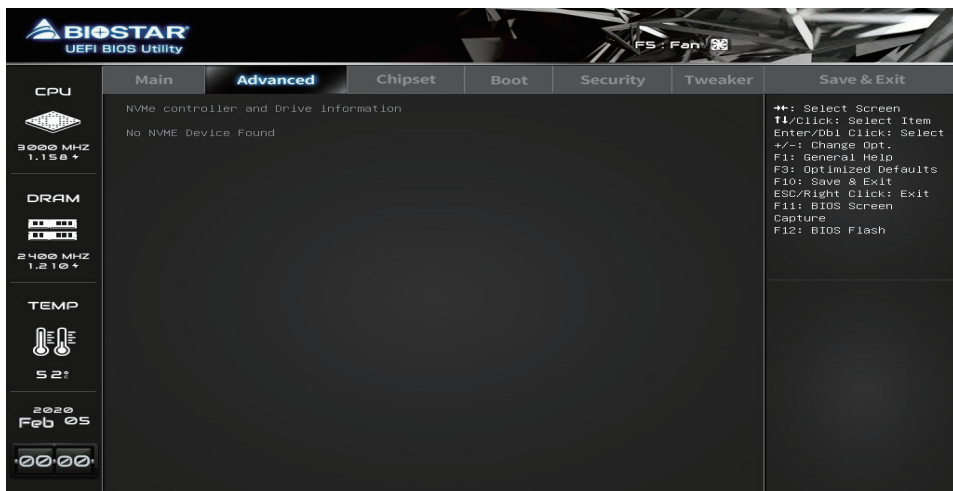 BIOSTAR®
UEFI BIOS Utility
F5 : Fan
Main Advanced Chipset Boot Security Tweaker Save & Exit
CPU
3000 MHZ
1.158
DRAM
2400 MHZ
1.210
TEMP
52°C
2020
Feb 05
00:00
NVMe controller and Drive information
No NVME Device Found
→←: Select Screen
↑↓/Click: Select Item
Enter/Dbl Click: Select
+/-: Change Opt.
F1: General Help
F3: Optimized Defaults
F10: Save & Exit
ESC/Right Click: Exit
F11: BIOS Screen
Capture
F12: BIOS Flash